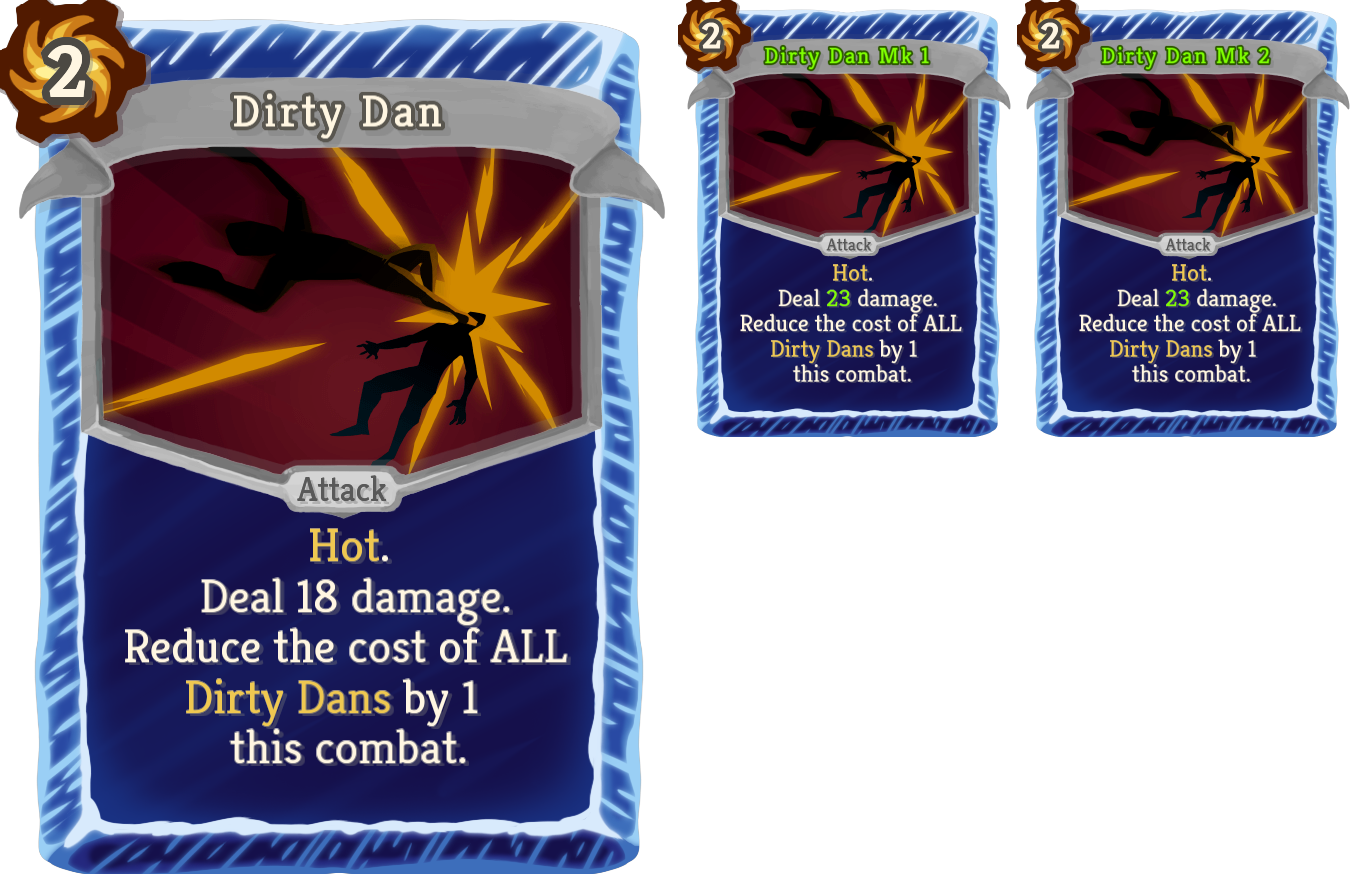 2
Dirty Dan
Attack
Hot.
Deal 18 damage.
Reduce the cost of ALL
Dirty Dans by 1
this combat.
2
Dirty Dan Mk 1
Attack
Hot.
Deal 23 damage.
Reduce the cost of ALL
Dirty Dans by 1
this combat.
2
Dirty Dan Mk 2
Attack
Hot.
Deal 23 damage.
Reduce the cost of ALL
Dirty Dans by 1
this combat.